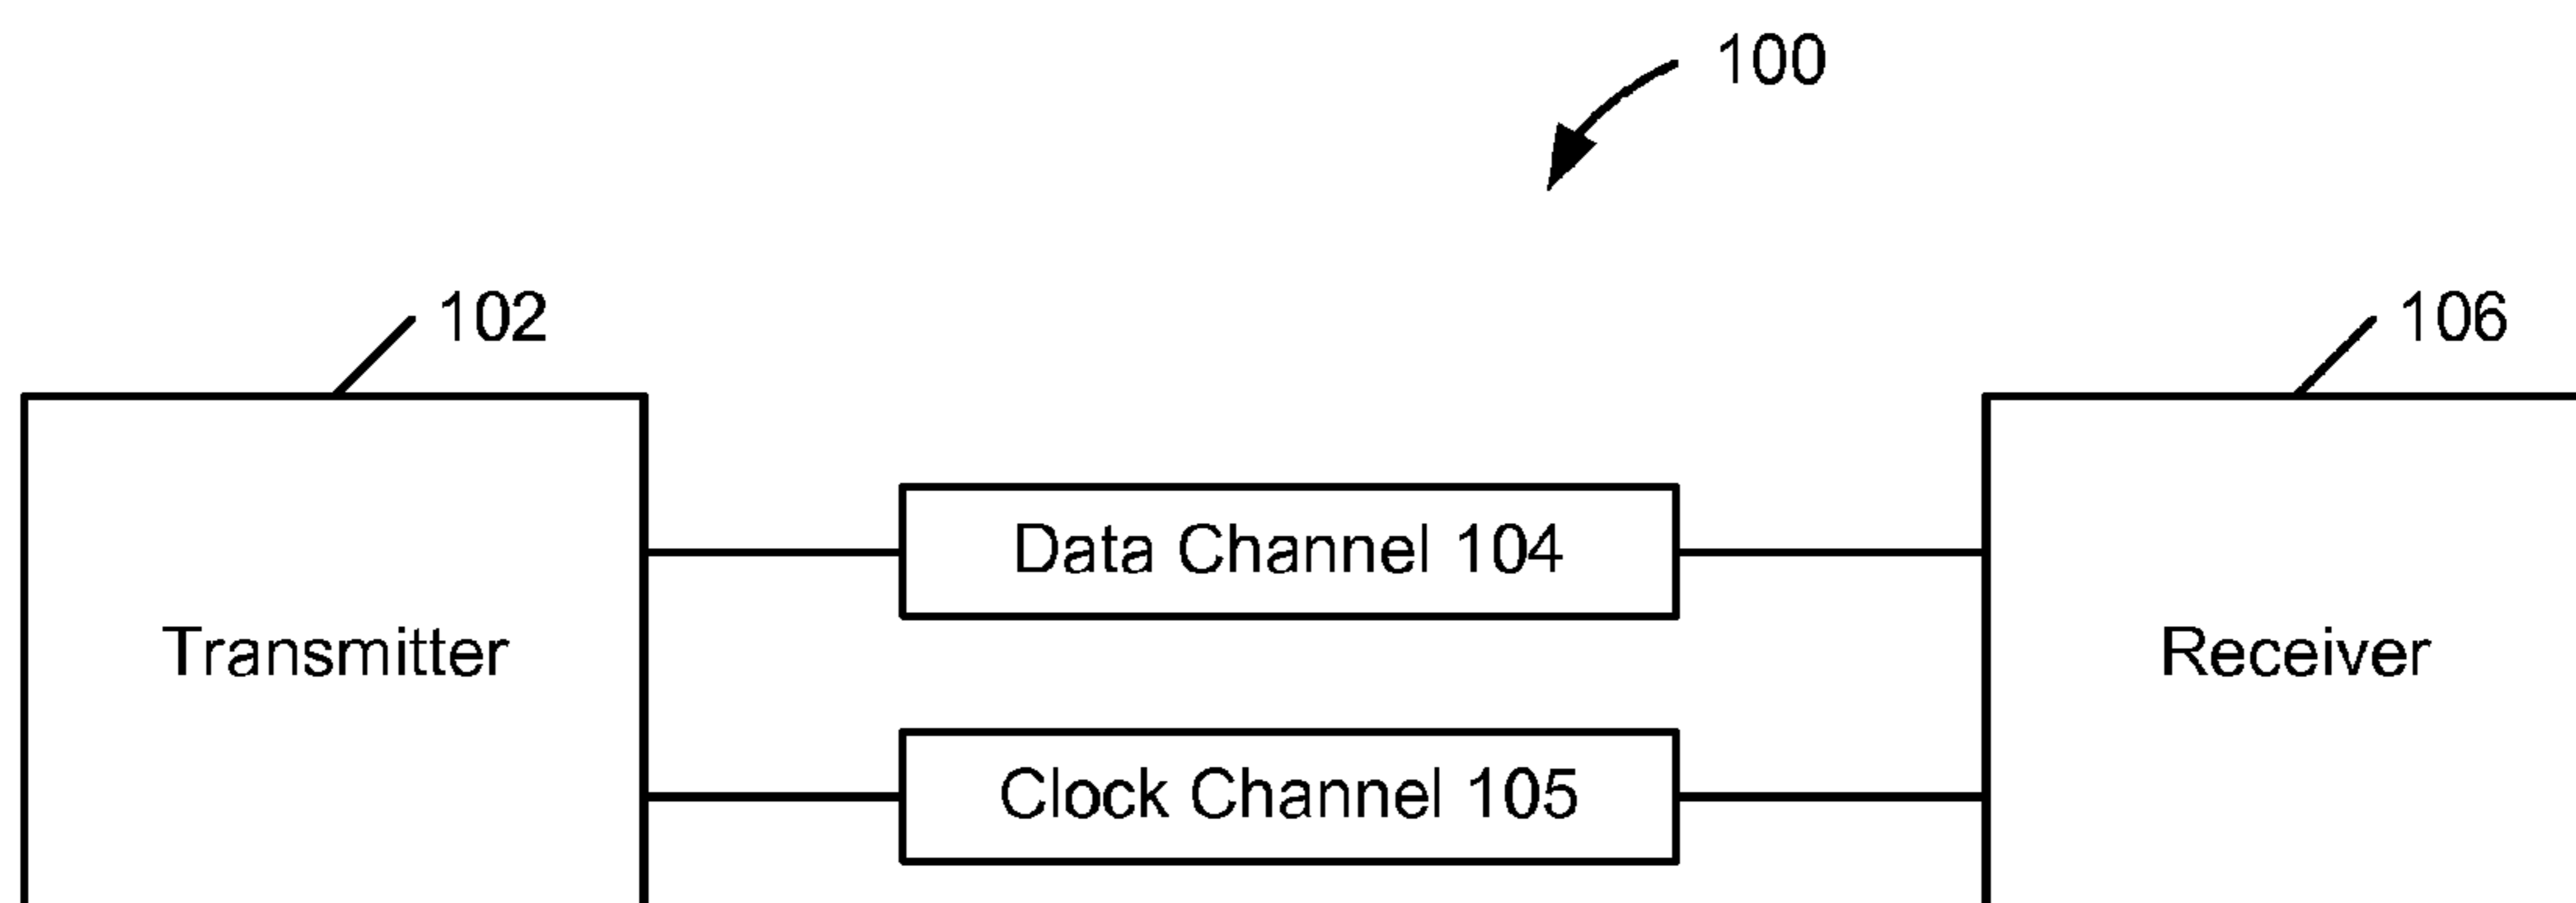 100
102
106
Data Channel 104
Transmitter
Receiver
Clock Channel 105